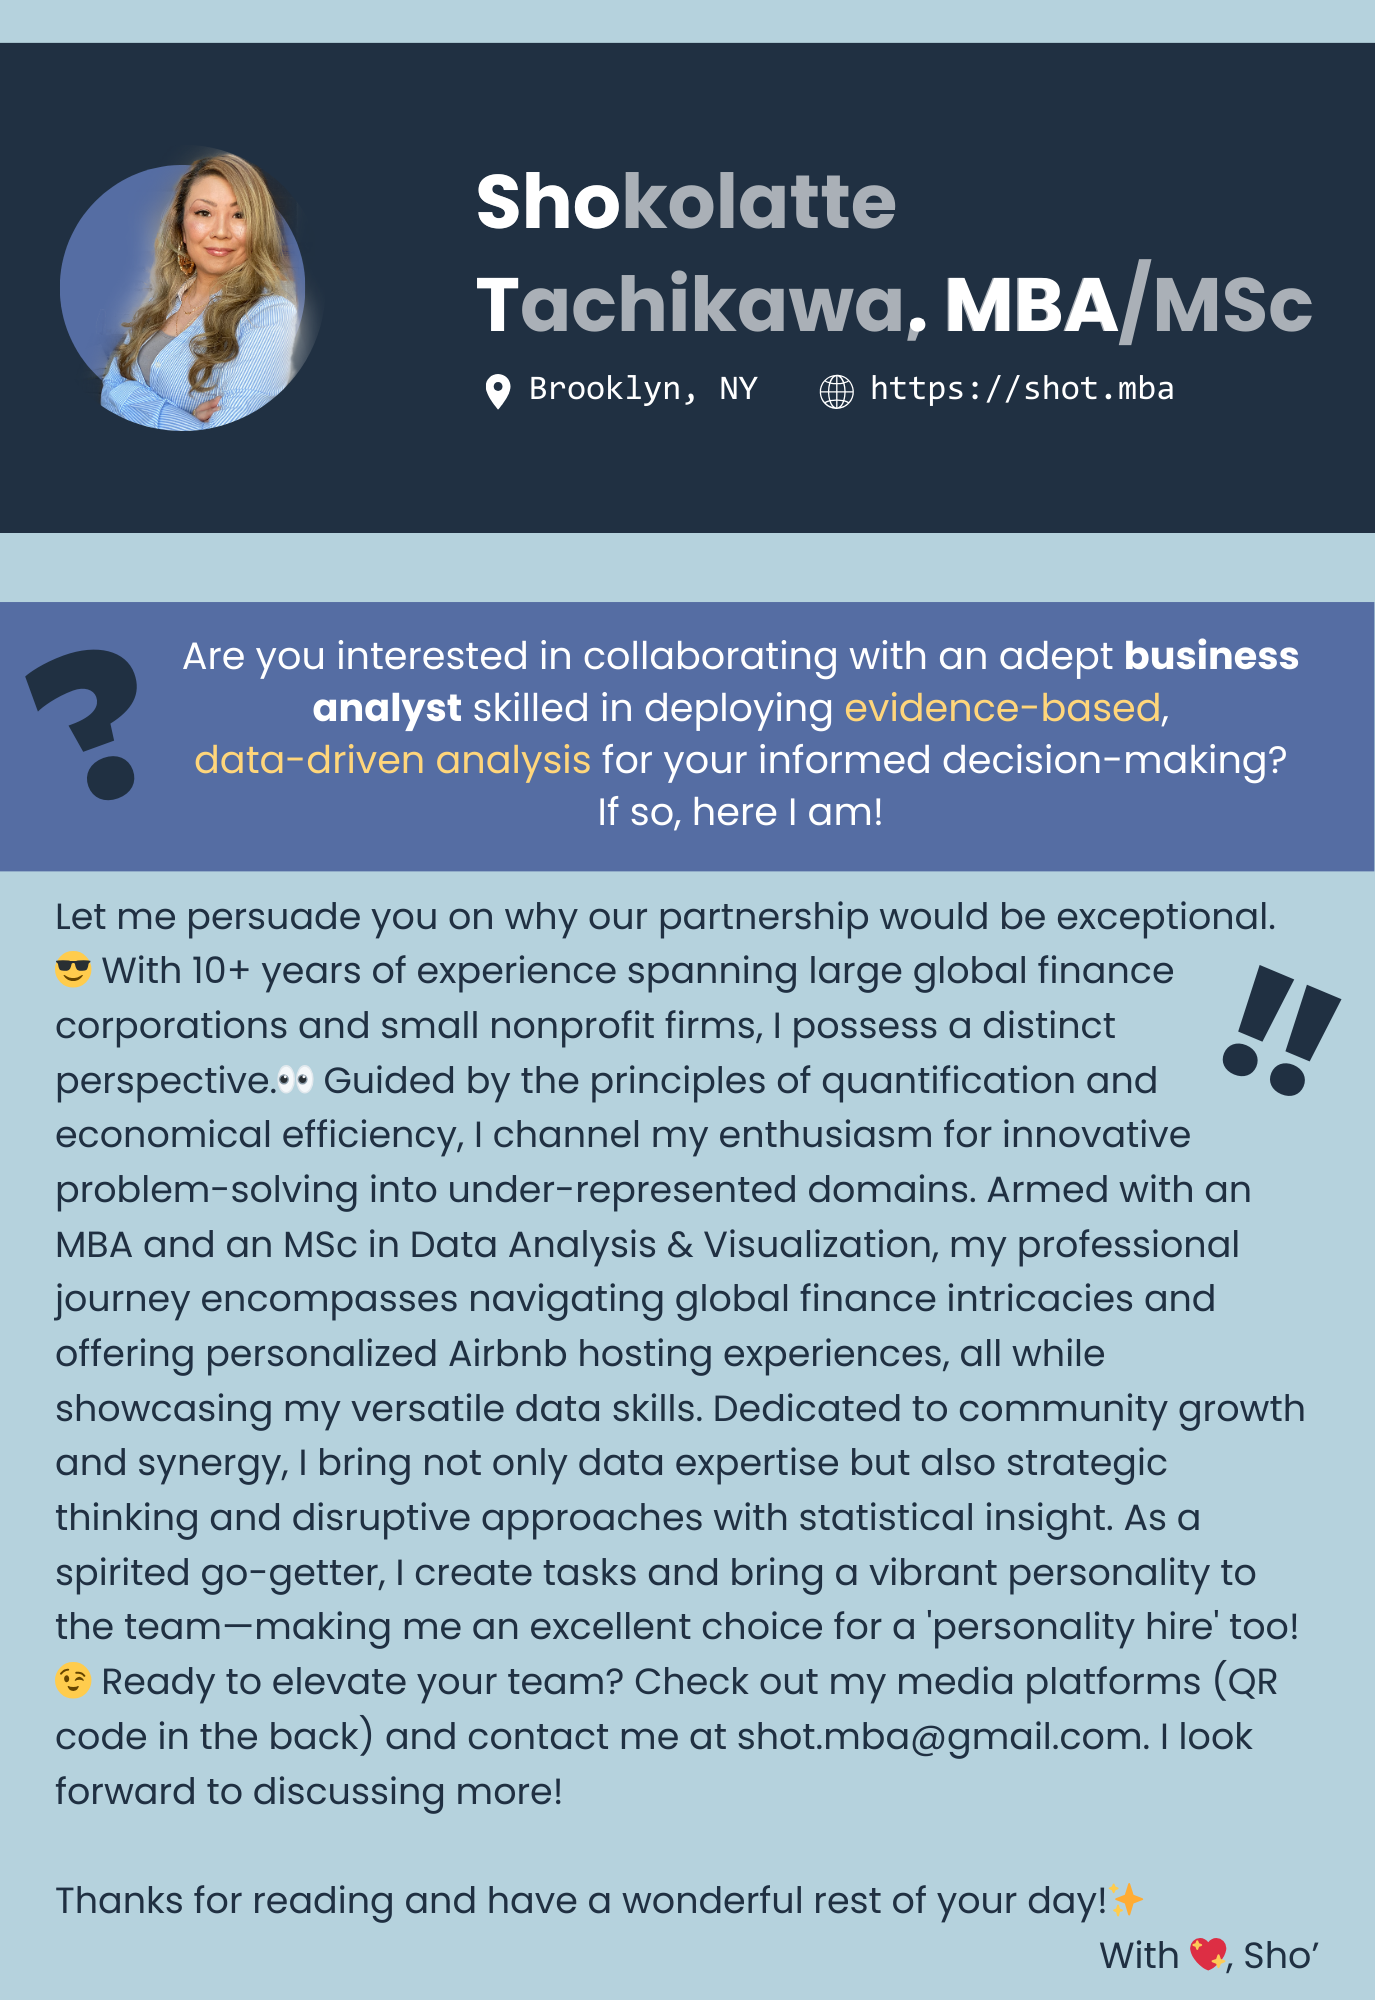 Shokolatte
Tachikawa, MBA/MSc
Brooklyn, NY https://shot.mba
?
Are you interested in collaborating with an adept business
analyst skilled in deploying evidence-based,
data-driven analysis for your informed decision-making?
If so, here I am!
Let me persuade you on why our partnership would be exceptional.
😎 With 10+ years of experience spanning large global finance
corporations and small nonprofit firms, I possess a distinct
!!
perspective.👀 Guided by the principles of quantification and
economical efficiency, I channel my enthusiasm for innovative
problem-solving into under-represented domains. Armed with an
MBA and an MSc in Data Analysis & Visualization, my professional
journey encompasses navigating global finance intricacies and
offering personalized Airbnb hosting experiences, all while
showcasing my versatile data skills. Dedicated to community growth
and synergy, I bring not only data expertise but also strategic
thinking and disruptive approaches with statistical insight. As a
spirited go-getter, I create tasks and bring a vibrant personality to
the team—making me an excellent choice for a 'personality hire' too!
😉 Ready to elevate your team? Check out my media platforms (QR
code in the back) and contact me at shot.mba@gmail.com. I look
forward to discussing more!
Thanks for reading and have a wonderful rest of your day!✨
With 💖, Sho’